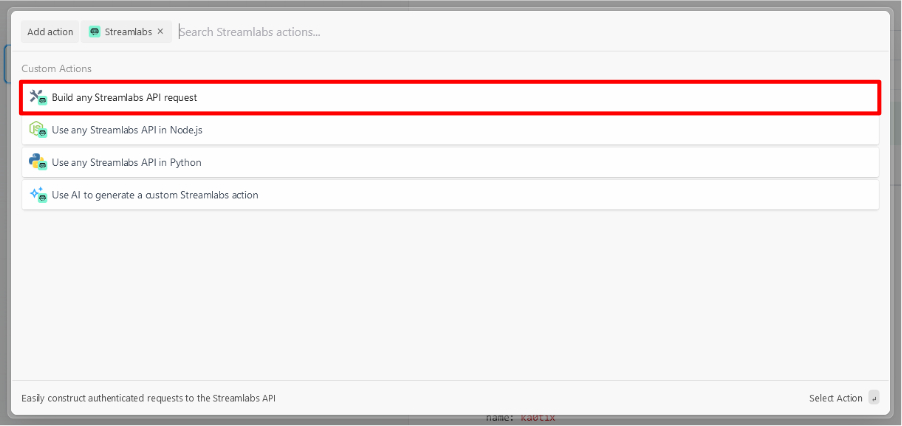 Add action Streamlabs × Search Streamlabs actions...
Custom Actions
Build any Streamlabs API request
Use any Streamlabs API in Node.js
Use any Streamlabs API in Python
Use AI to generate a custom Streamlabs action
Easily construct authenticated requests to the Streamlabs API Select Action ↵
name: ka0tix